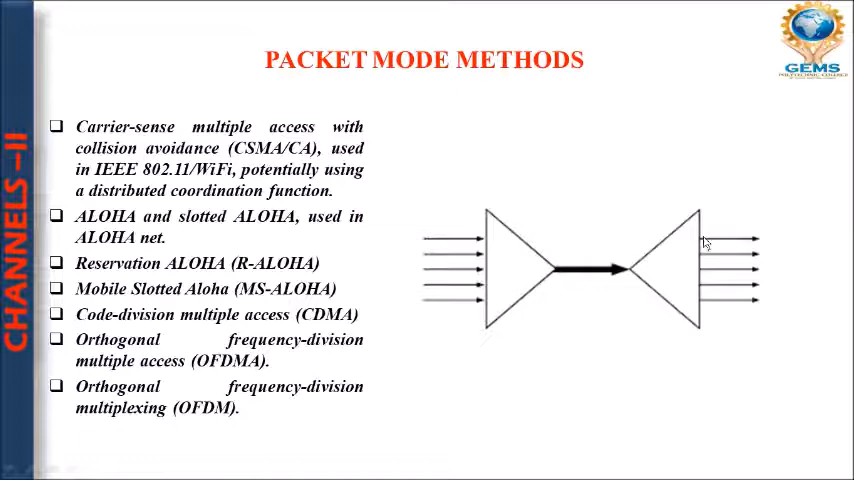 PACKET MODE METHODS
GEMS
POLYTECHNIC COLLEGE
CHANNELS –II
❑ Carrier-sense multiple access with
collision avoidance (CSMA/CA), used
in IEEE 802.11/WiFi, potentially using
a distributed coordination function.
❑ ALOHA and slotted ALOHA, used in
ALOHA net.
❑ Reservation ALOHA (R-ALOHA)
❑ Mobile Slotted Aloha (MS-ALOHA)
❑ Code-division multiple access (CDMA)
❑ Orthogonal frequency-division
multiple access (OFDMA).
❑ Orthogonal frequency-division
multiplexing (OFDM).